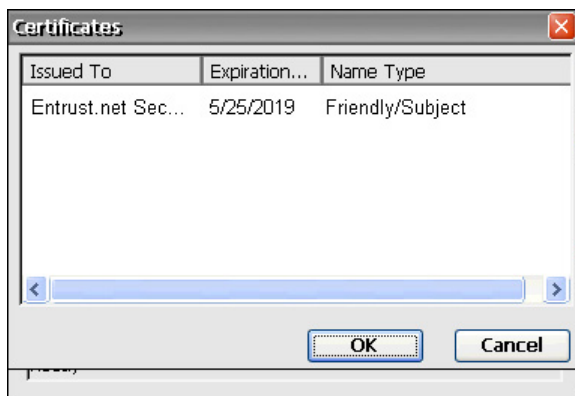 Certificates
Issued To Expiration... Name Type
Entrust.net Sec... 5/25/2019 Friendly/Subject
OK Cancel